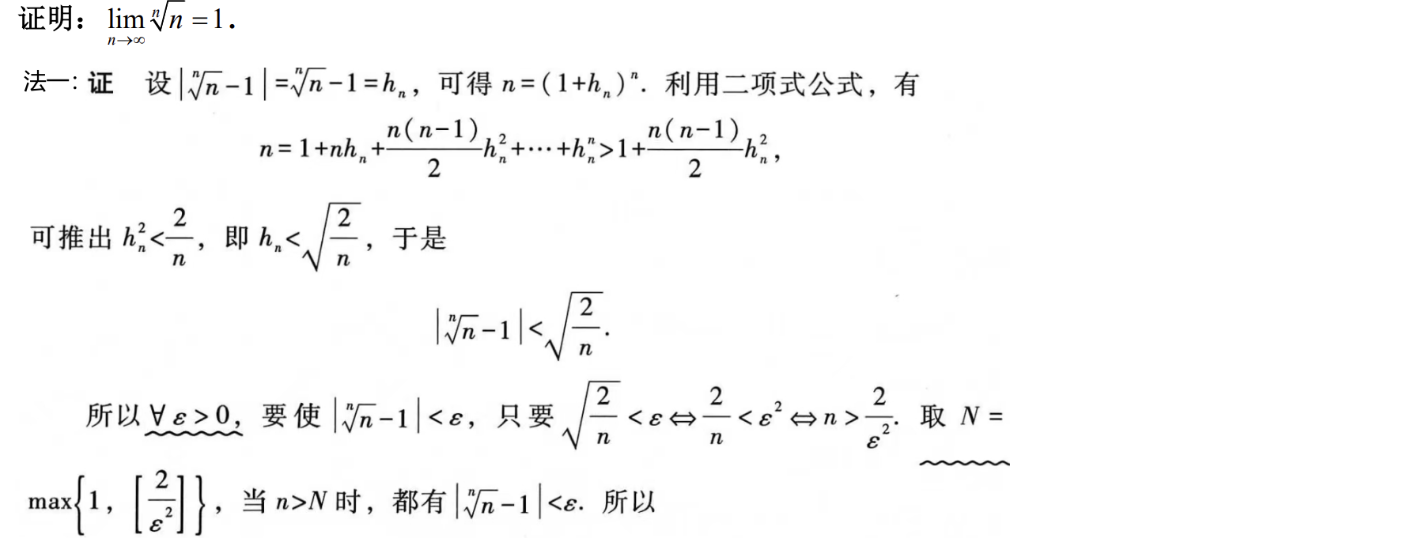 证明：$\lim\limits_{n\to\infty}\sqrt[n]{n}=1$．
法一：证 设$|\sqrt[n]{n}-1|=\sqrt[n]{n}-1=h_n$，可得 $n=(1+h_n)^n$．利用二项式公式，有
$n=1+nh_n+\frac{n(n-1)}{2}h_n^2+\cdots+h_n^n>1+\frac{n(n-1)}{2}h_n^2$，
可推出 $h_n^2<\frac{2}{n}$，即 $h_n<\sqrt{\frac{2}{n}}$，于是
$|\sqrt[n]{n}-1|<\sqrt{\frac{2}{n}}$.
所以 $\forall\varepsilon>0$，要使 $|\sqrt[n]{n}-1|<\varepsilon$，只要 $\sqrt{\frac{2}{n}}<\varepsilon\Leftrightarrow\frac{2}{n}<\varepsilon^2\Leftrightarrow n>\frac{2}{\varepsilon^2}$. 取 $N=$
$\max\left\{1,\left[\frac{2}{\varepsilon^2}\right]\right\}$，当 $n>N$ 时，都有 $|\sqrt[n]{n}-1|<\varepsilon$. 所以